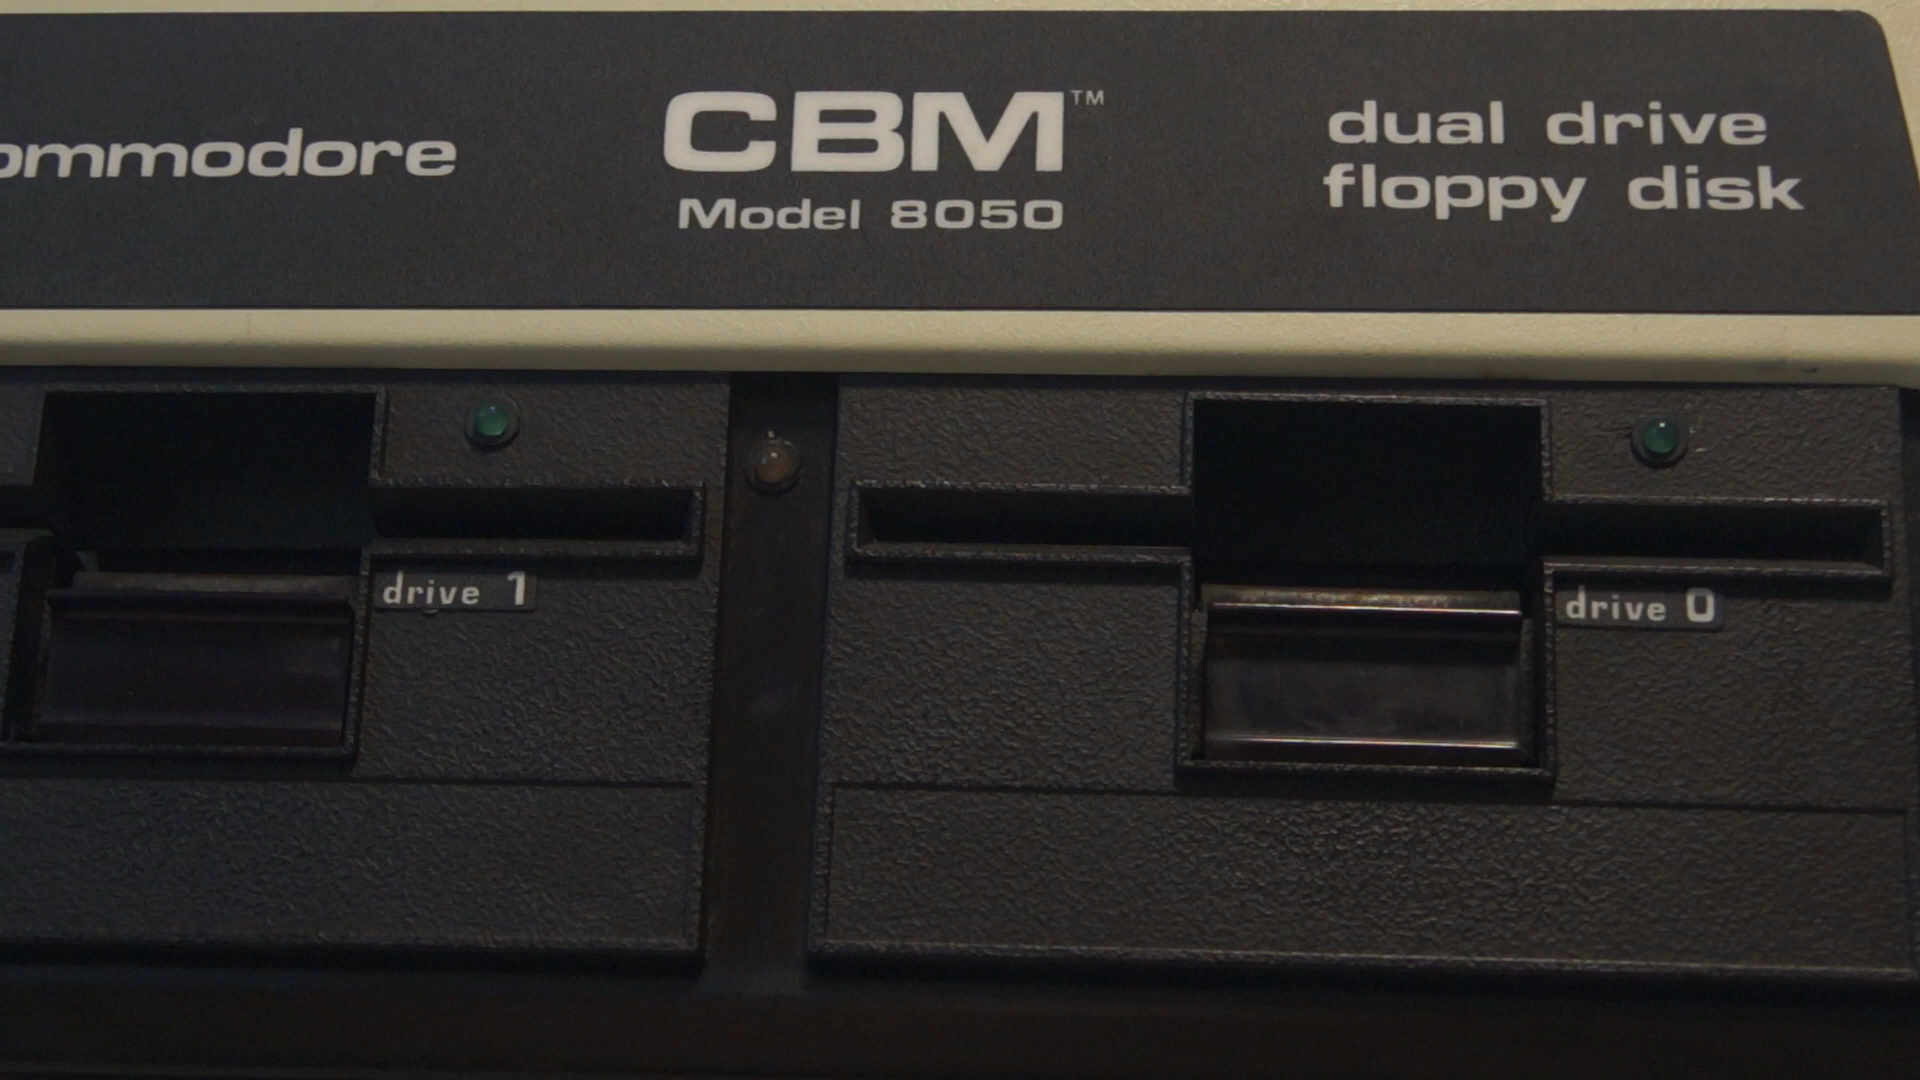 ommodore
CBM™
Model 8050
dual drive
floppy disk
drive 1
drive 0